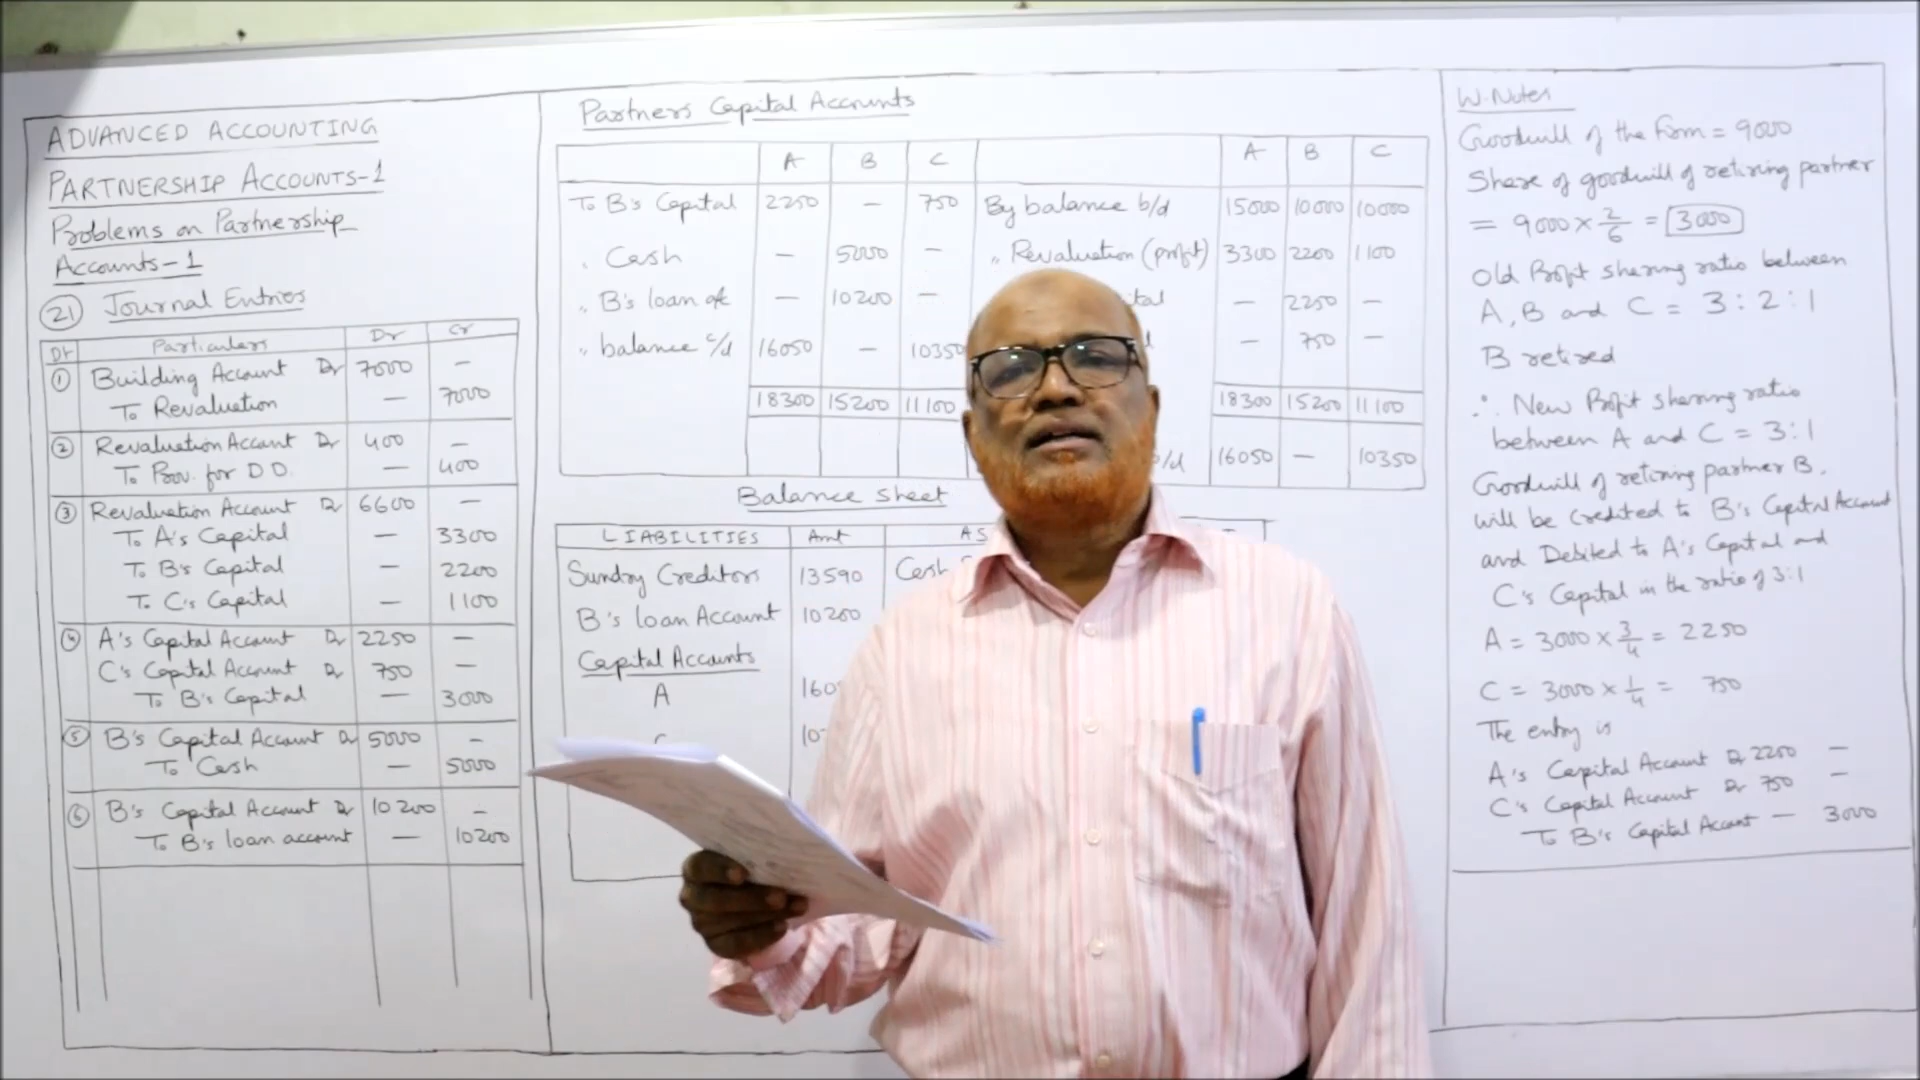 ADVANCED ACCOUNTING
PARTNERSHIP ACCOUNTS-1
Problems on Partnership
Accounts-1
21 Journal Entries
Dt Particulars Dr Cr
1 Building Account Dr 7000 —
To Revaluation — 7000
2 Revaluation Account Dr 400 —
To Prov. for D D. — 400
3 Revaluation Account Dr 6600 —
To A's Capital — 3300
To B's Capital — 2200
To C's Capital — 1100
4 A's Capital Account Dr 2250 —
C's Capital Account Dr 750 —
To B's Capital — 3000
5 B's Capital Account Dr 5000 -
To Cash — 5000
6 B's Capital Account Dr 10200 -
To B's loan account — 10200
Partners Capital Accounts
A B C A B C
To B's Capital 2250 — 750 By balance b/d 15000 10000 10000
" Cash — 5000 — " Revaluation (profit) 3300 2200 1100
" B's loan a/c — 10200 — ital — 2250 —
" balance c/d 16050 — 10350 — 750 —
18300 15200 11100 18300 15200 11100
b/d 16050 — 10350
Balance sheet
LIABILITIES Amt AS
Sundry Creditors 13590 Cash
B's loan Account 10200
Capital Accounts
A 160
10
W. Notes
Goodwill of the firm = 9000
Share of goodwill of retiring partner
= 9000 × 2/6 = 3000
Old Profit sharing ratio between
A, B and C = 3 : 2 : 1
B retired
∴ New Profit sharing ratio
between A and C = 3:1
Goodwill of retiring partner B.
will be credited to B's Capital Account
and Debited to A's Capital and
C's Capital in the ratio of 3:1
A = 3000 × 3/4 = 2250
C = 3000 × 1/4 = 750
The entry is
A's Capital Account Dr 2250 —
C's Capital Account Dr 750 —
To B's Capital Account — 3000